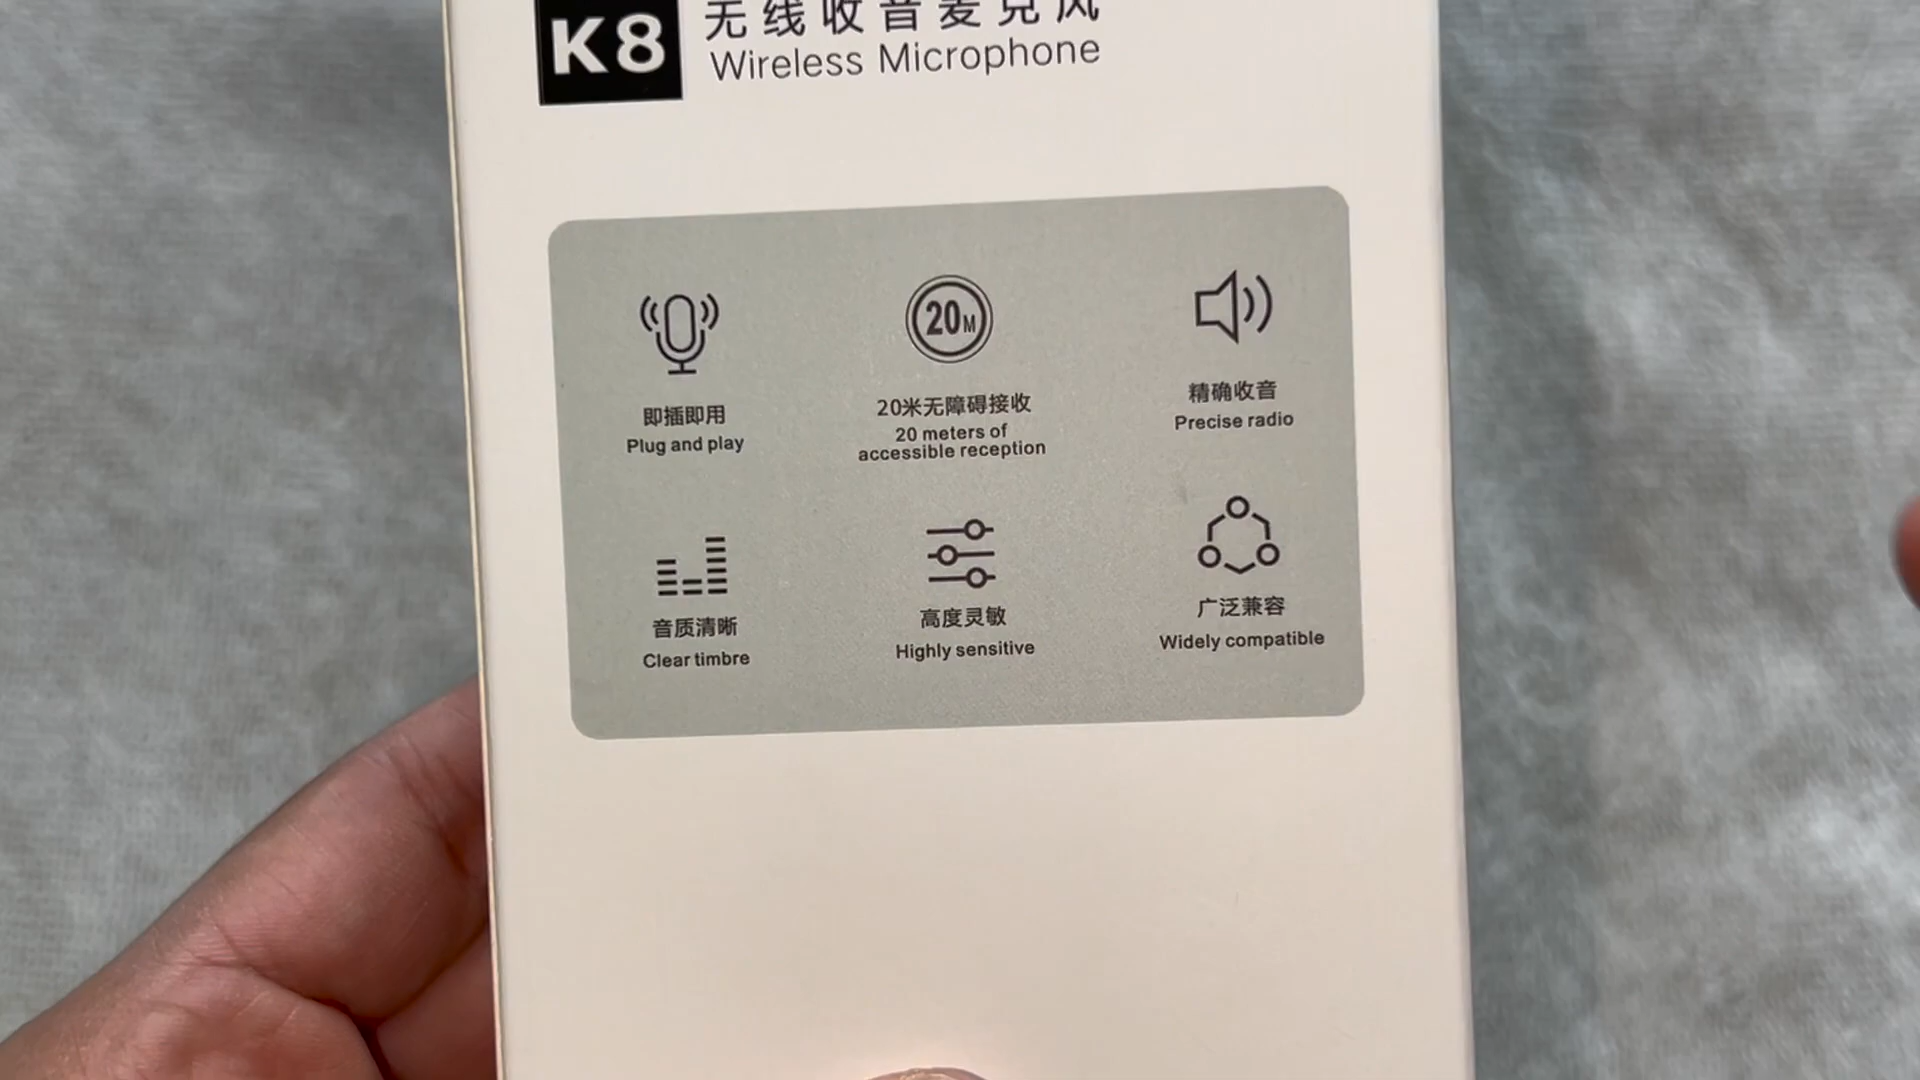 K8
无线收音麦克风
Wireless Microphone
20M
即插即用
Plug and play
20米无障碍接收
20 meters of
accessible reception
精确收音
Precise radio
音质清晰
Clear timbre
高度灵敏
Highly sensitive
广泛兼容
Widely compatible